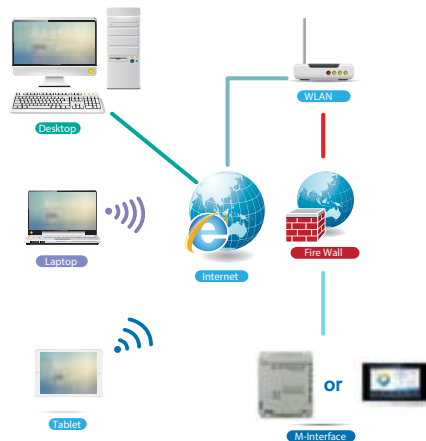 WLAN
Desktop
Fire Wall
Laptop
Internet
or
Tablet
M-Interface